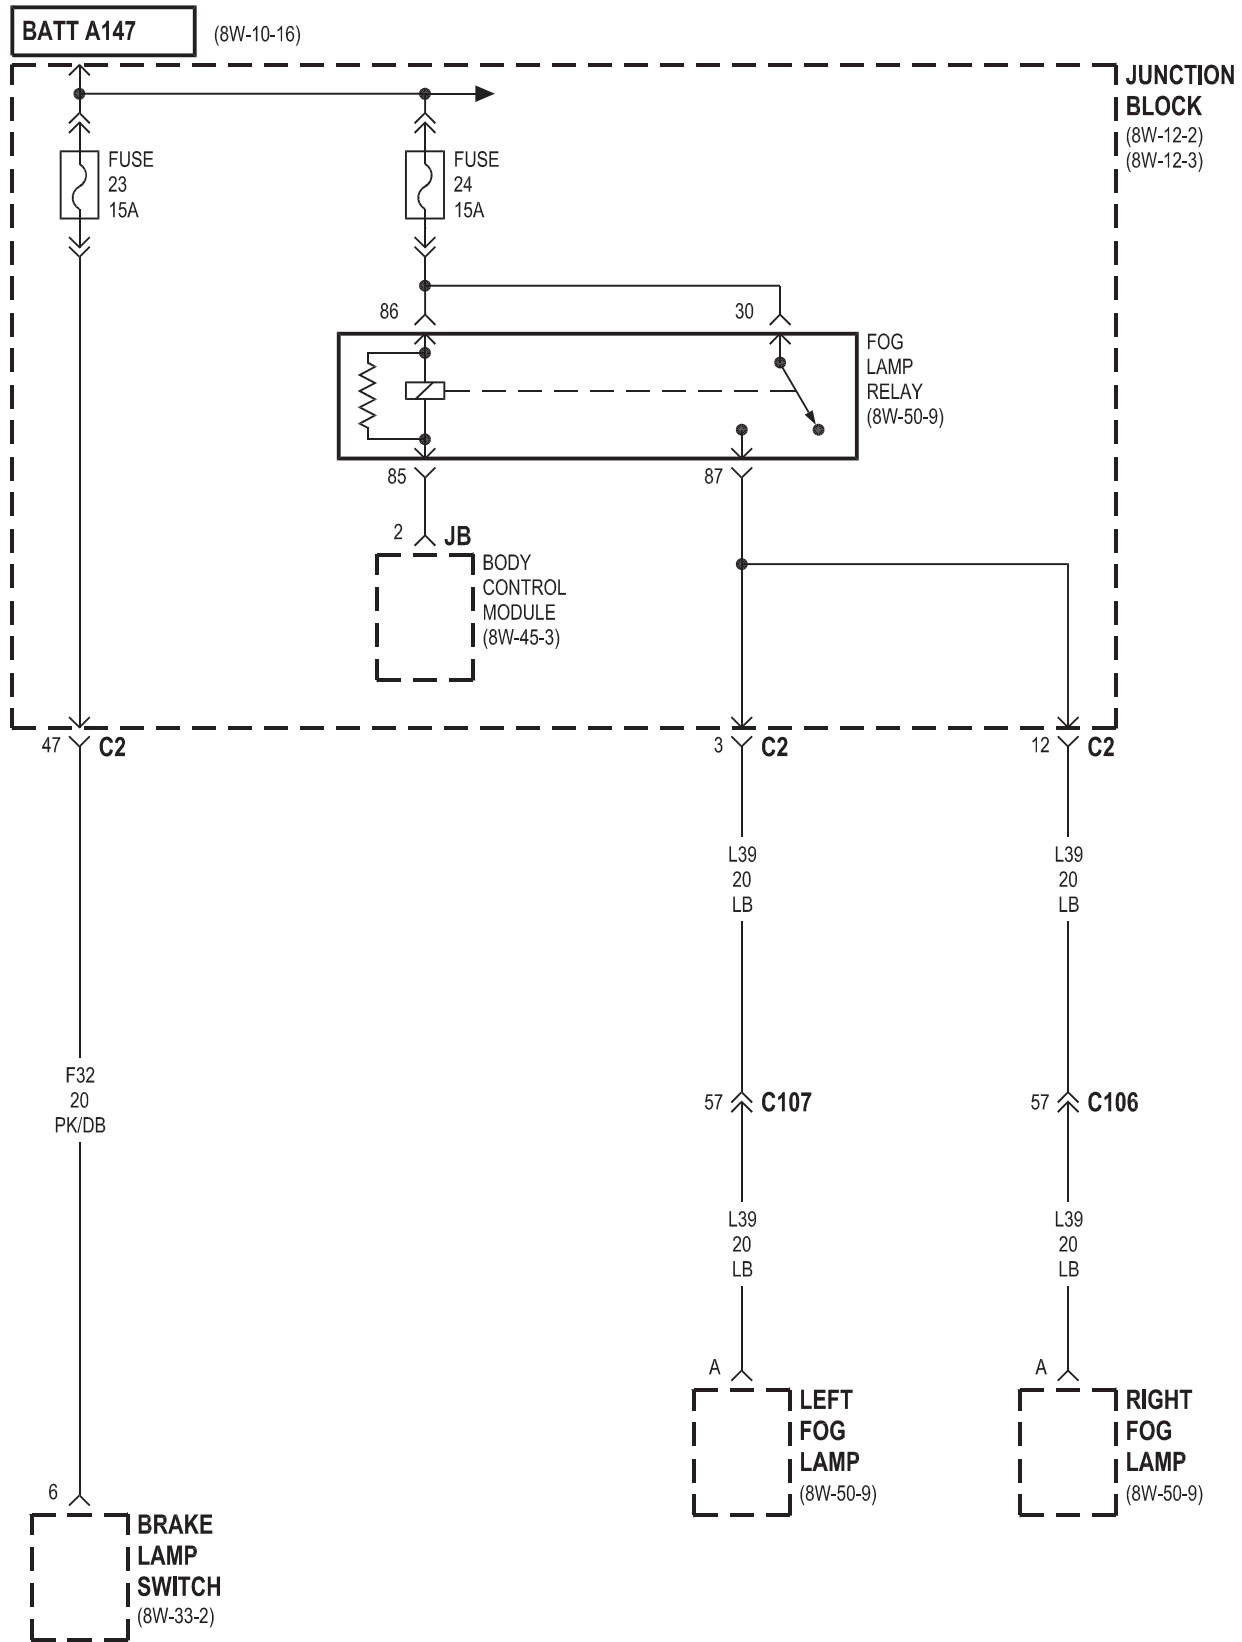 BATT A147
(8W-10-16)
JUNCTION
BLOCK
(8W-12-2)
(8W-12-3)
FUSE
23
15A
FUSE
24
15A
86
30
FOG
LAMP
RELAY
(8W-50-9)
85
87
2
JB
BODY
CONTROL
MODULE
(8W-45-3)
47
C2
3
C2
12
C2
L39
20
LB
L39
20
LB
F32
20
PK/DB
57
C107
57
C106
L39
20
LB
L39
20
LB
A
A
LEFT
FOG
LAMP
(8W-50-9)
RIGHT
FOG
LAMP
(8W-50-9)
6
BRAKE
LAMP
SWITCH
(8W-33-2)